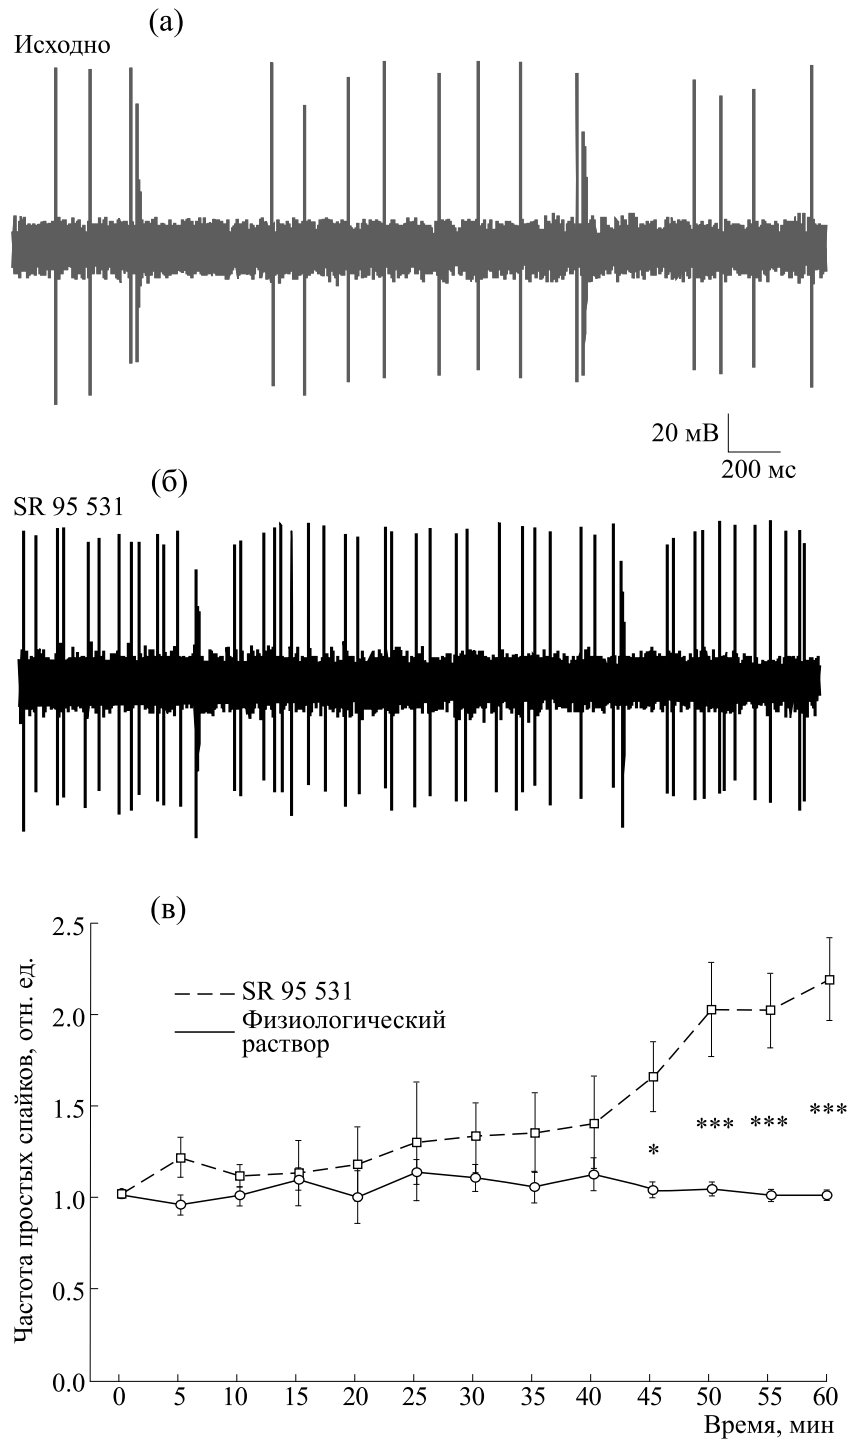 (а)
Исходно
20 мВ
200 мс
(б)
SR 95 531
(в)
Частота простых спайков, отн. ед.
2.5
2.0
1.5
1.0
0.5
0.0
SR 95 531
Физиологический
раствор
*
***
***
***
0 5 10 15 20 25 30 35 40 45 50 55 60
Время, мин